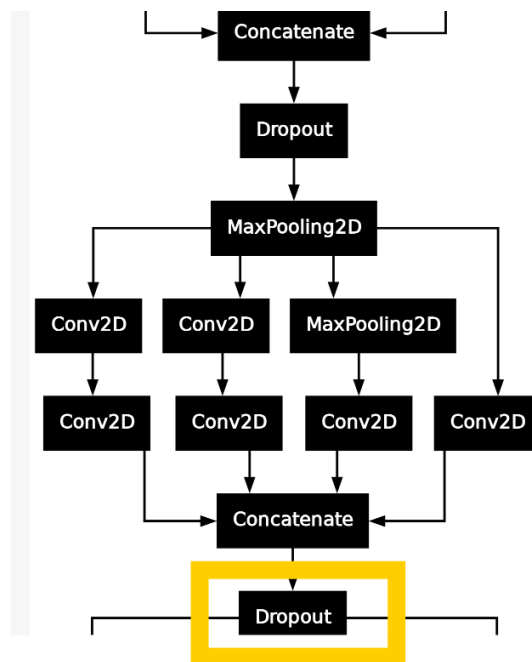 Concatenate
Dropout
MaxPooling2D
Conv2D Conv2D MaxPooling2D
Conv2D Conv2D Conv2D Conv2D
Concatenate
Dropout